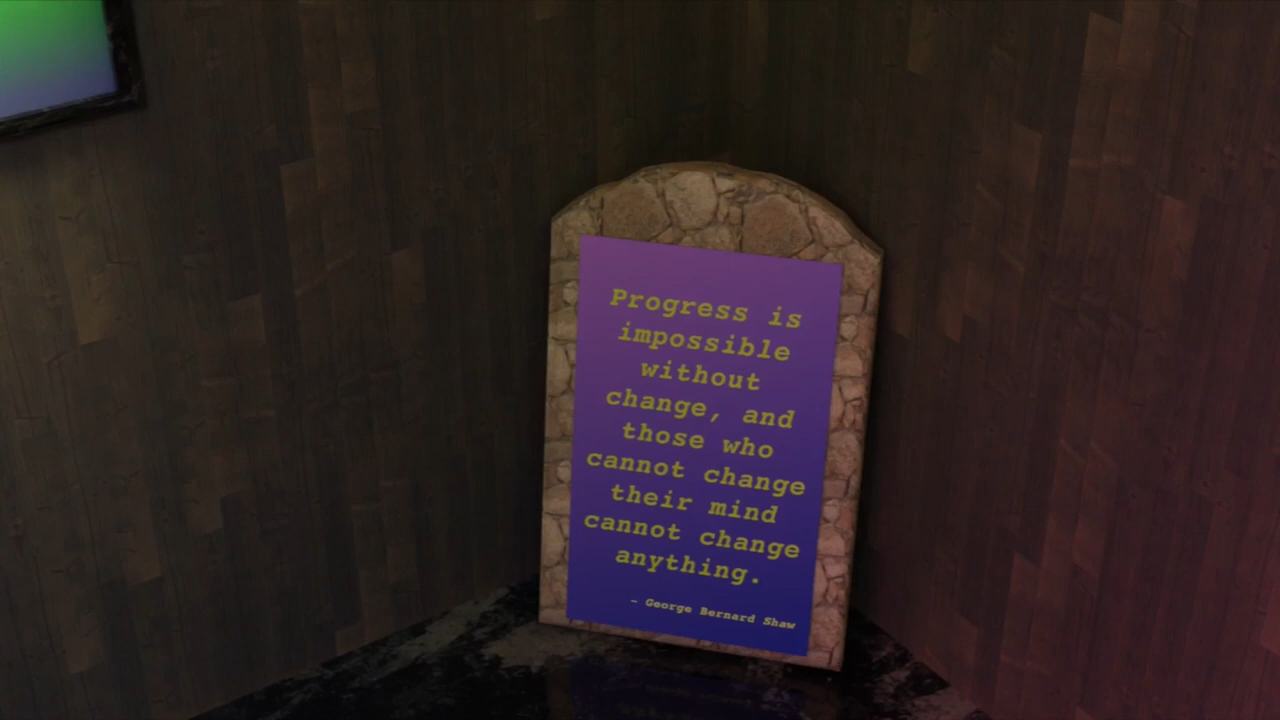 Progress is
impossible
without
change, and
those who
cannot change
their mind
cannot change
anything.
- George Bernard Shaw